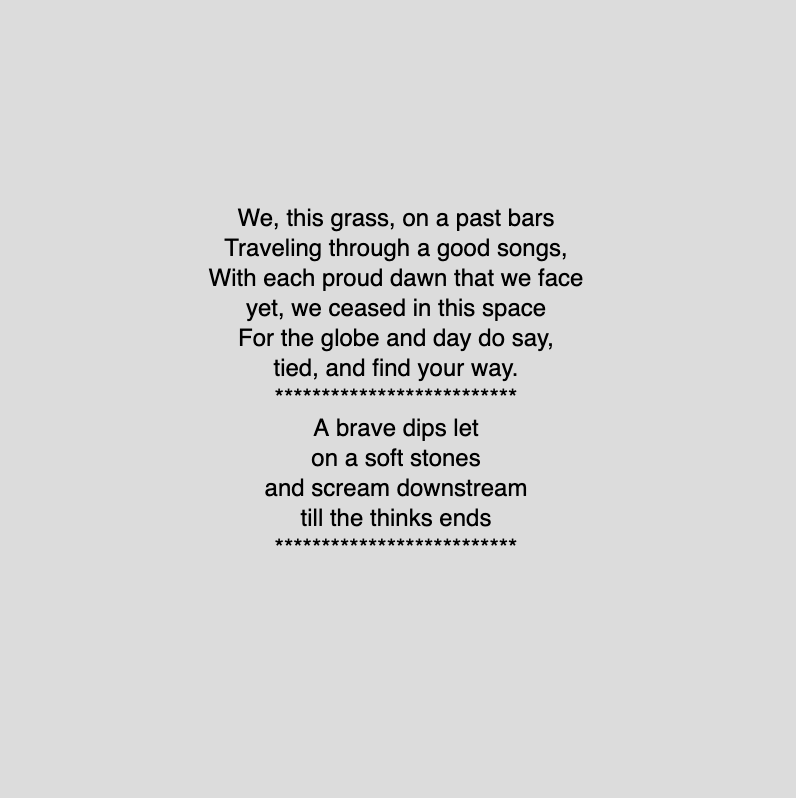 We, this grass, on a past bars
Traveling through a good songs,
With each proud dawn that we face
yet, we ceased in this space
For the globe and day do say,
tied, and find your way.
**************************
A brave dips let
on a soft stones
and scream downstream
till the thinks ends
**************************